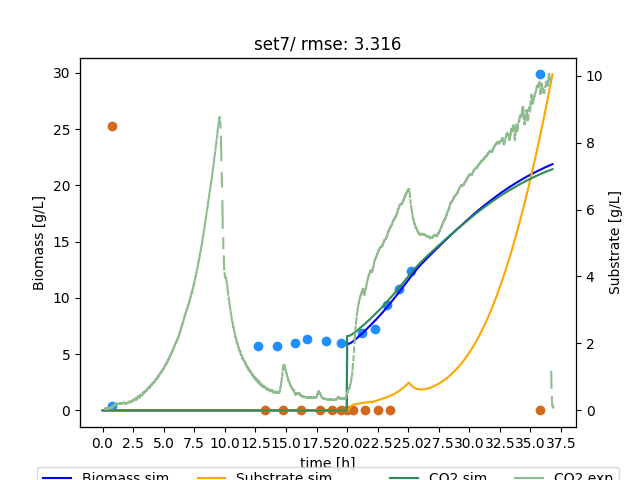 set7/ rmse: 3.316
Biomass [g/L]
30
25
20
15
10
5
0
10
8
6
4
2
0
Substrate [g/L]
0.0 2.5 5.0 7.5 10.0 12.5 15.0 17.5 20.0 22.5 25.0 27.5 30.0 32.5 35.0 37.5
time [h]
Biomass sim Substrate sim CO2 sim CO2 exp